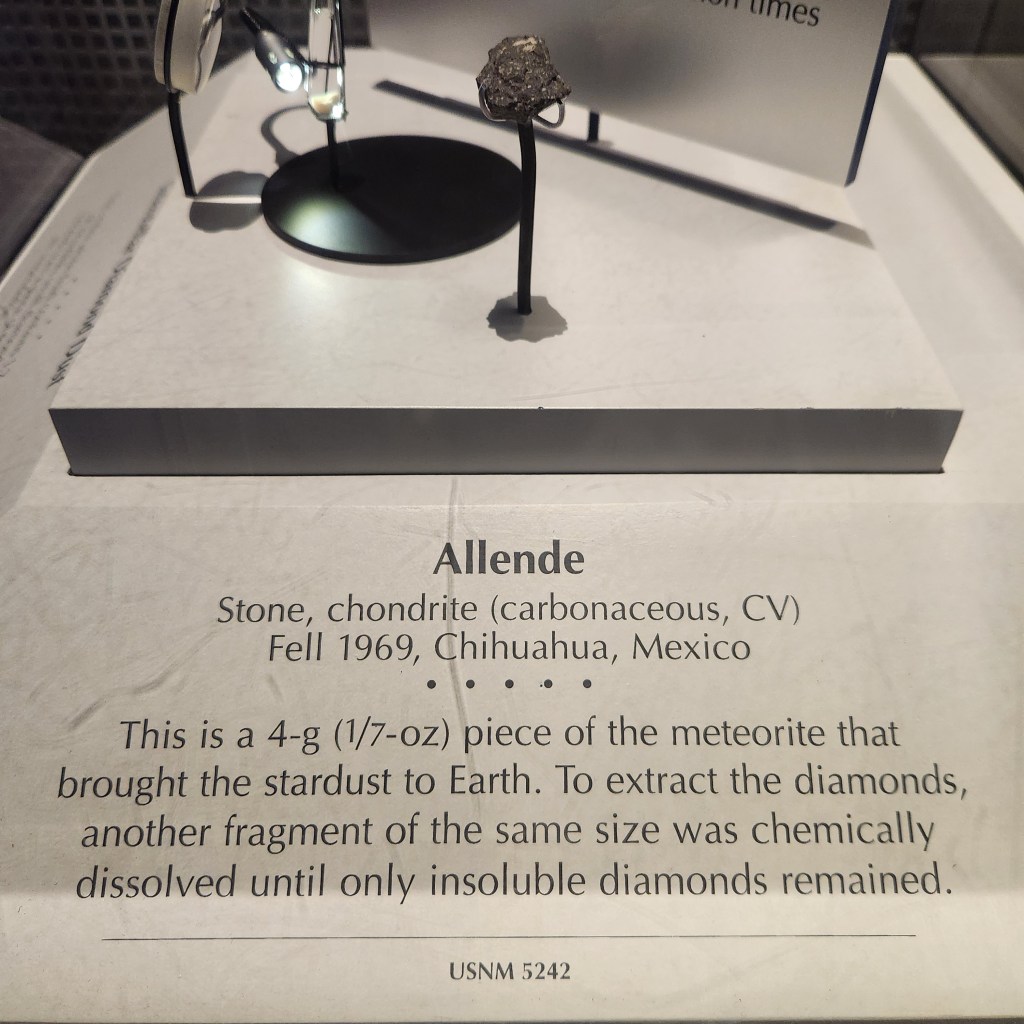 times
Allende
Stone, chondrite (carbonaceous, CV)
Fell 1969, Chihuahua, Mexico
• • • • •
This is a 4-g (1/7-oz) piece of the meteorite that
brought the stardust to Earth. To extract the diamonds,
another fragment of the same size was chemically
dissolved until only insoluble diamonds remained.
USNM 5242